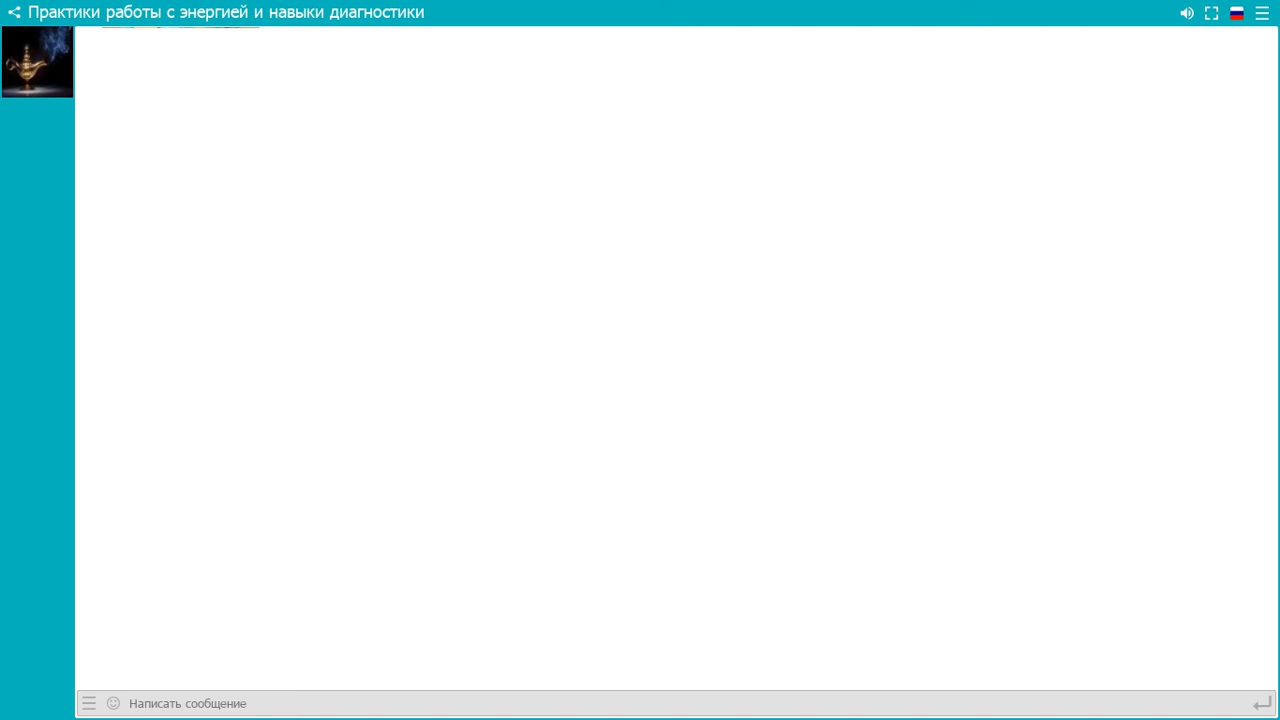 Практики работы с энергией и навыки диагностики
Написать сообщение